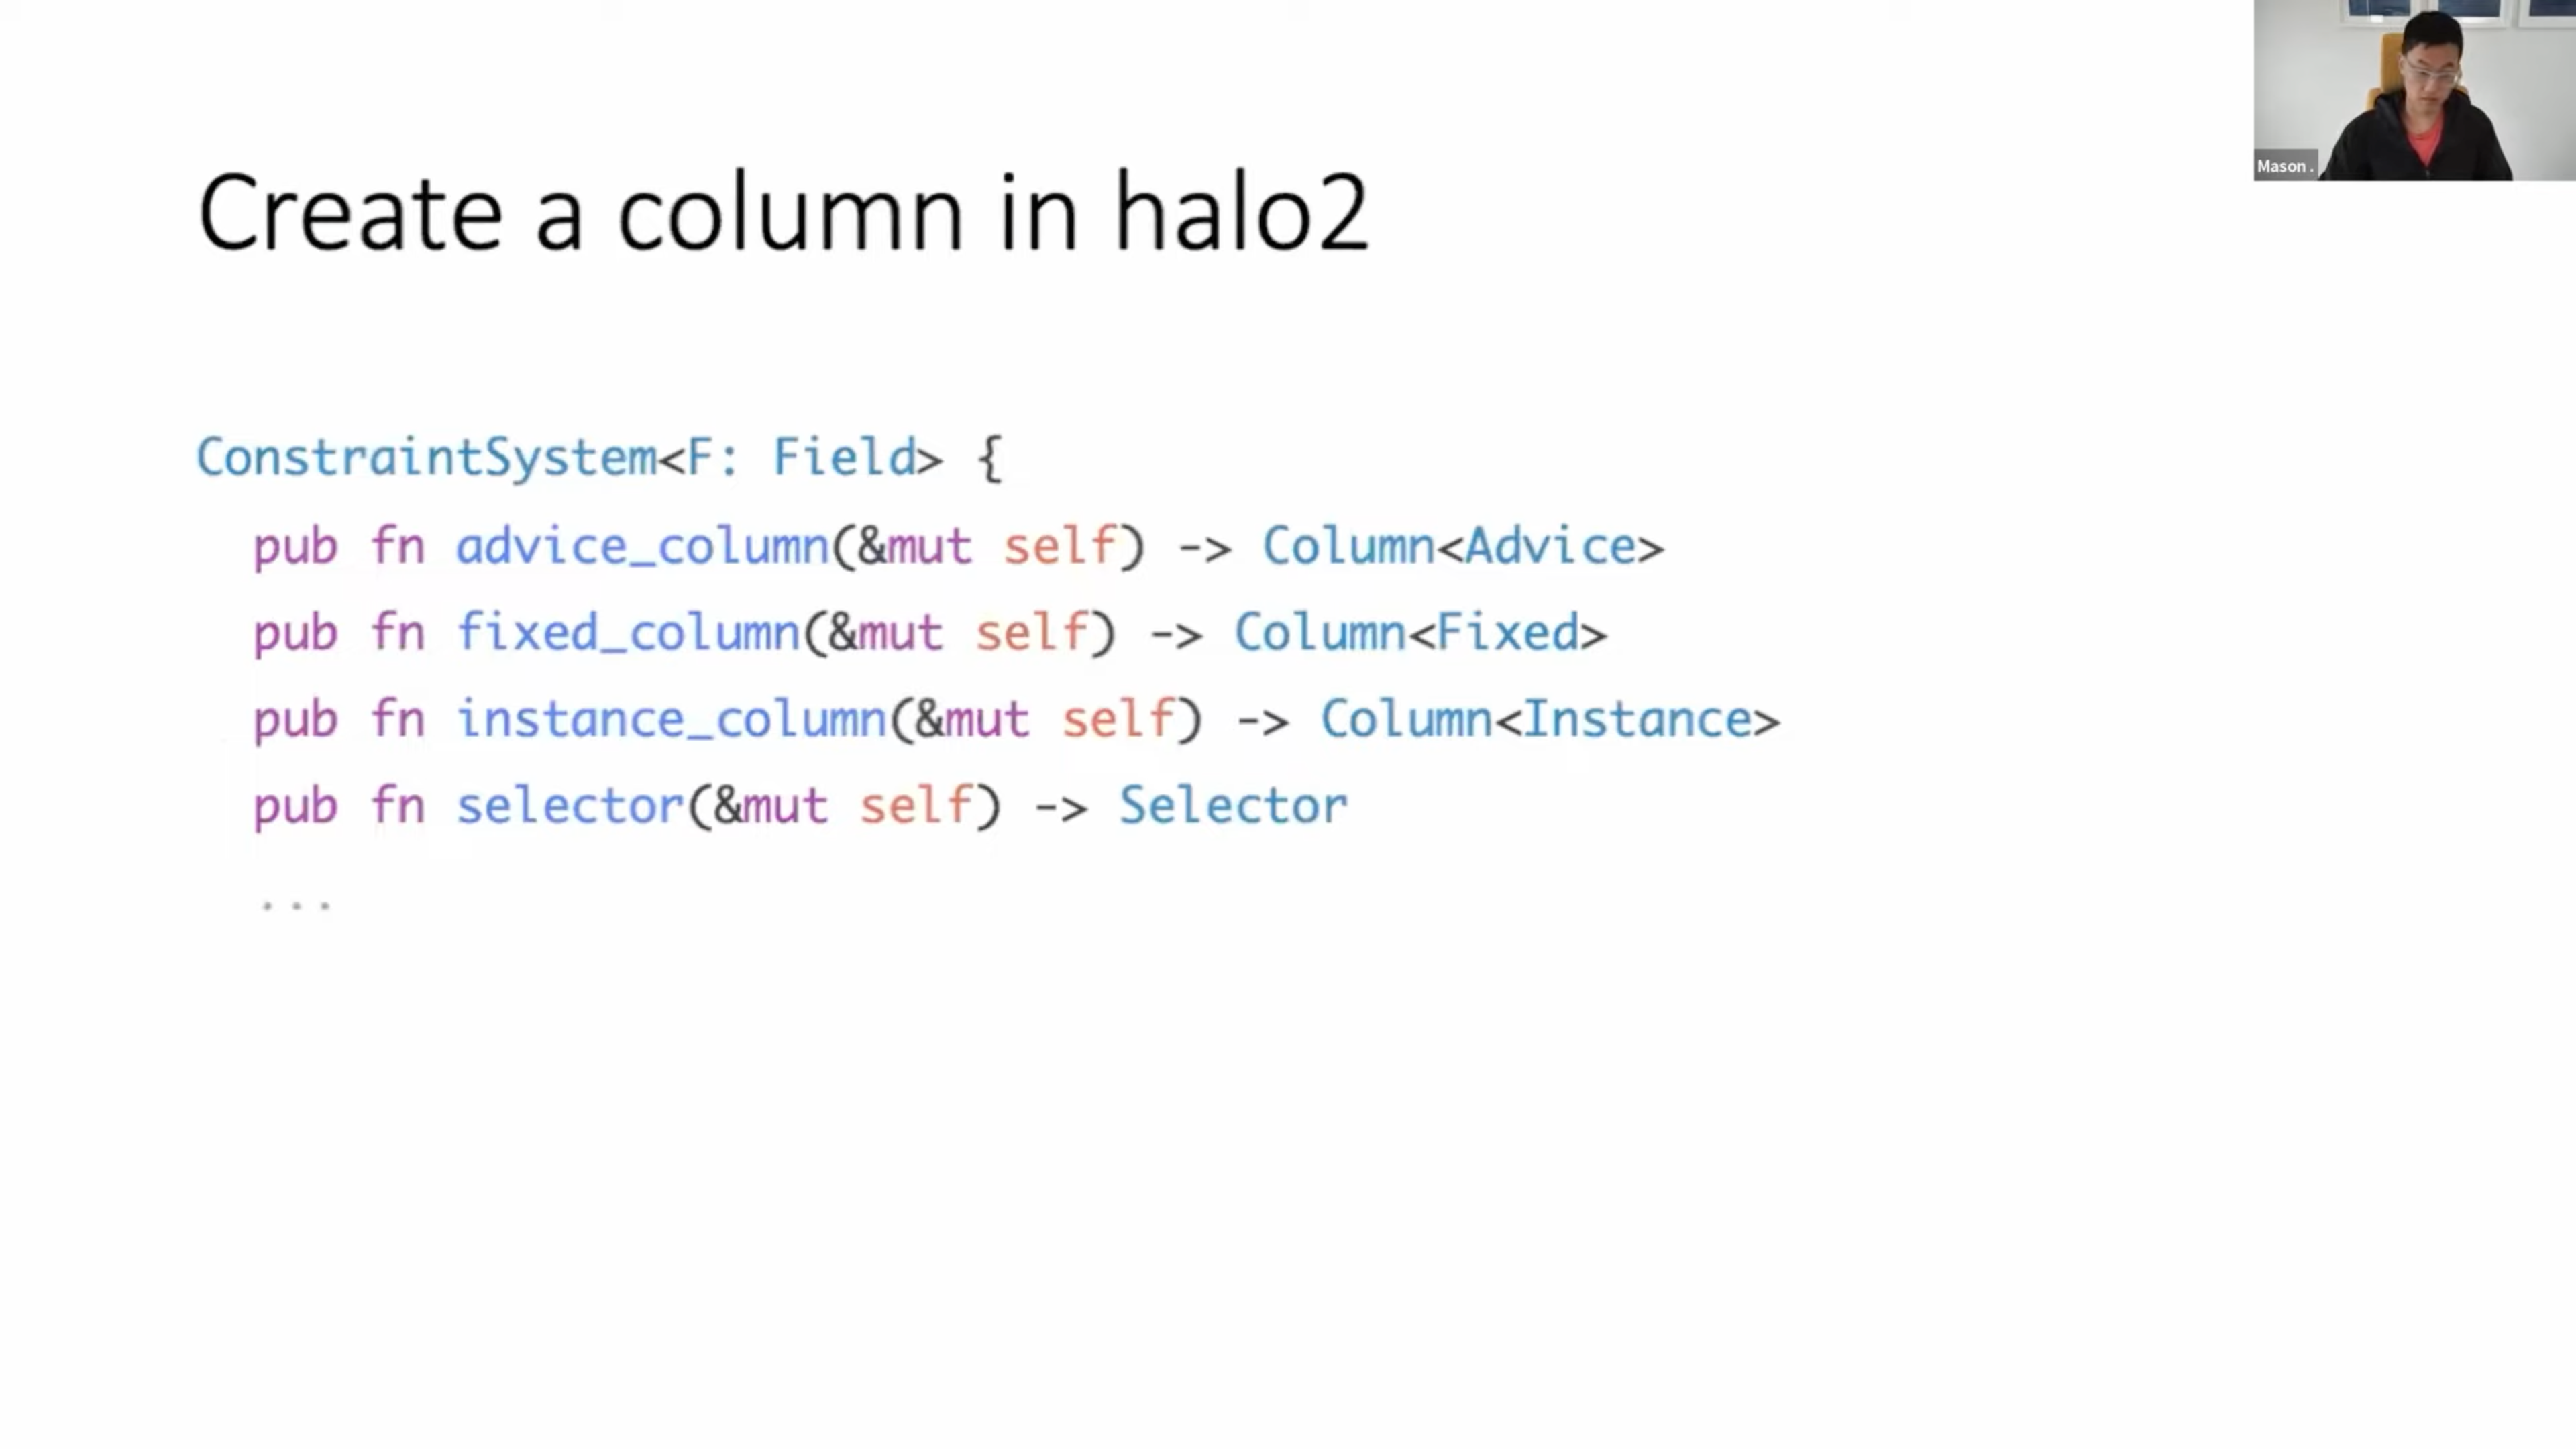 Mason .
Create a column in halo2
ConstraintSystem<F: Field> {
pub fn advice_column(&mut self) -> Column<Advice>
pub fn fixed_column(&mut self) -> Column<Fixed>
pub fn instance_column(&mut self) -> Column<Instance>
pub fn selector(&mut self) -> Selector
...